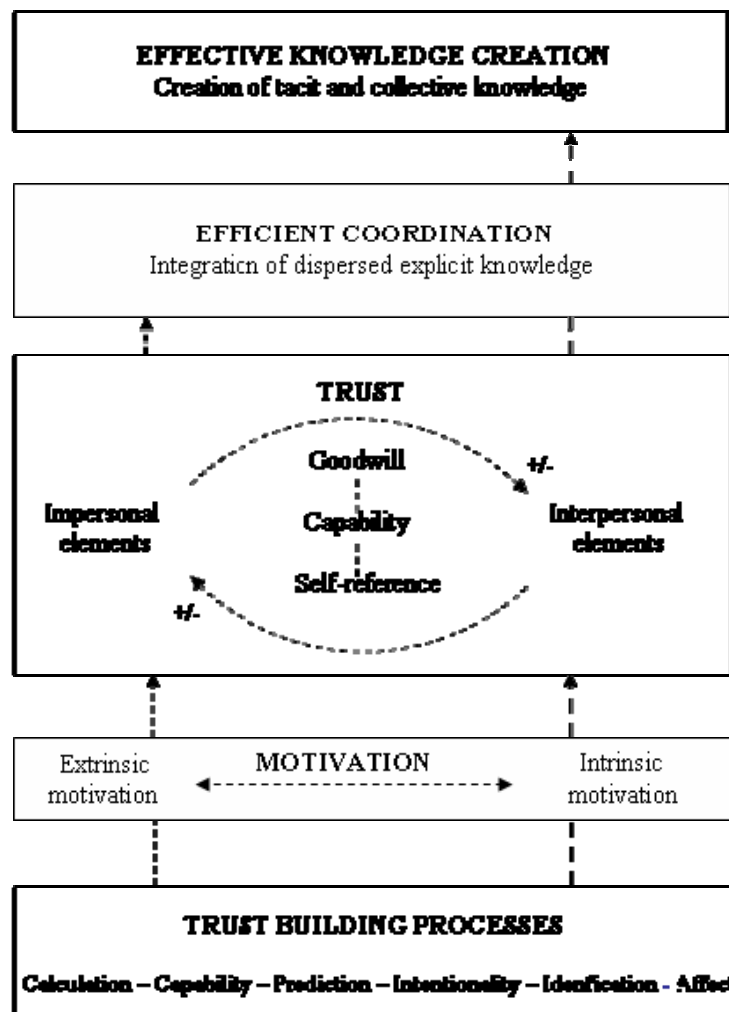 EFFECTIVE KNOWLEDGE CREATION
Creation of tacit and collective knowledge
EFFICIENT COORDINATION
Integration of dispersed explicit knowledge
TRUST
Goodwill
+/-
Impersonal
elements
Capability
Interpersonal
elements
Self-reference
+/-
Extrinsic
motivation
MOTIVATION
Intrinsic
motivation
TRUST BUILDING PROCESSES
Calculation – Capability – Prediction – Intentionality – Idenfication - Affect